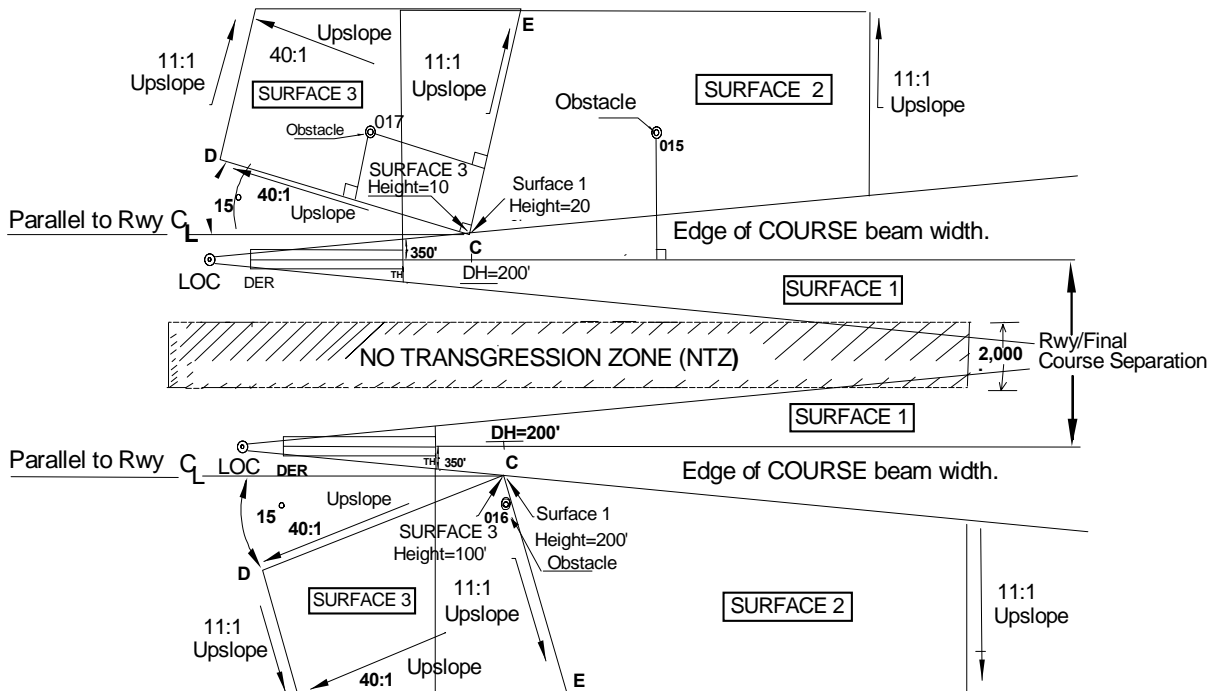 E
Upslope
40:1
11:1
Upslope
11:1
Upslope
11:1
Upslope
SURFACE 3
SURFACE 2
Obstacle
017
Obstacle
015
D
SURFACE 3
Height=10
Surface 1
Height=20
40:1
Upslope
15°
Parallel to Rwy CL
C
Edge of COURSE beam width.
350'
LOC
DER
TH
DH=200'
SURFACE 1
NO TRANSGRESSION ZONE (NTZ)
2,000
Rwy/Final
Course Separation
SURFACE 1
DH=200'
Parallel to Rwy CL
LOC
DER
TH
350'
C
Edge of COURSE beam width.
15°
Upslope
40:1
016
SURFACE 3
Height=100'
Surface 1
Height=200'
Obstacle
D
SURFACE 3
11:1
Upslope
SURFACE 2
11:1
Upslope
11:1
Upslope
Upslope
40:1
E